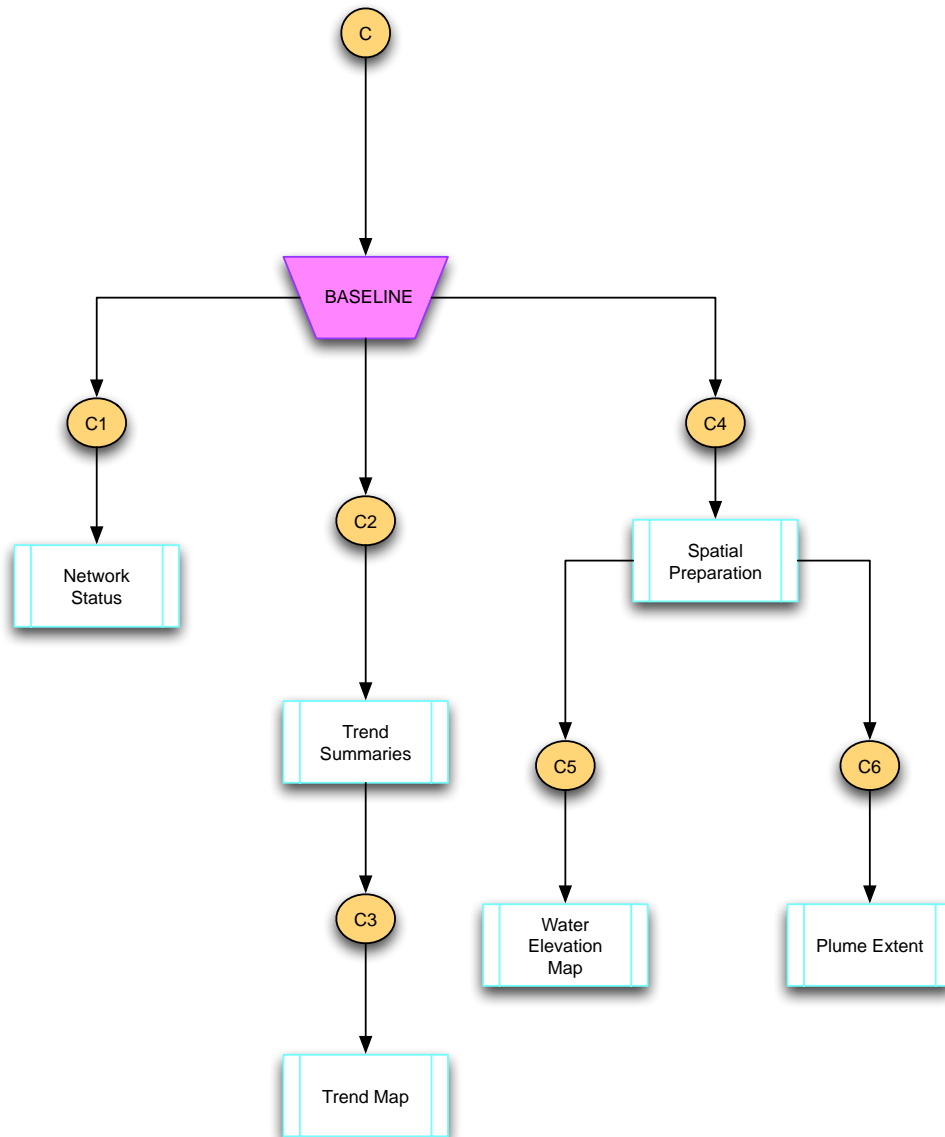 C
BASELINE
C1
C4
C2
Network
Status
Spatial
Preparation
Trend
Summaries
C5
C6
C3
Water
Elevation
Map
Plume Extent
Trend Map